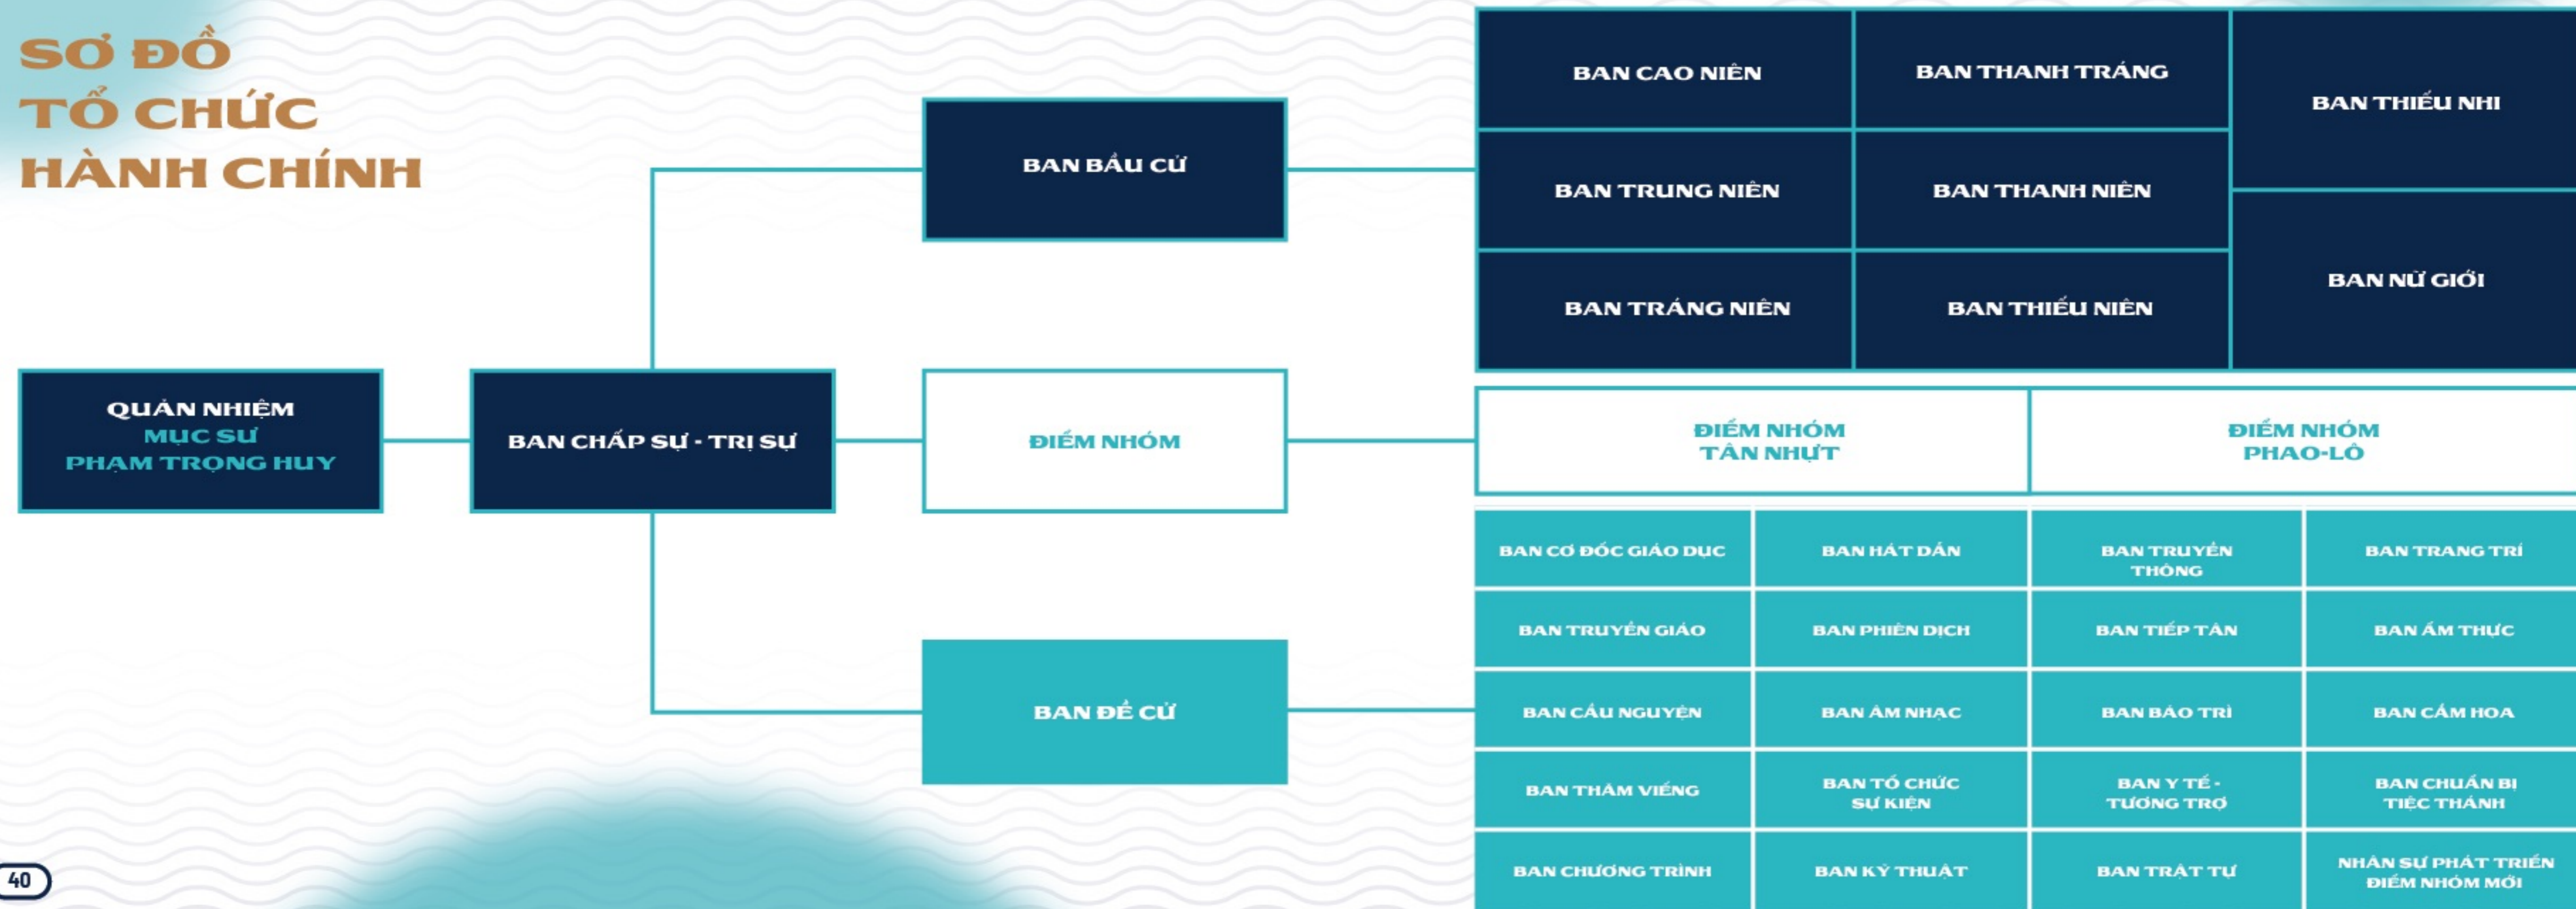 SƠ ĐỒ
TỔ CHỨC
HÀNH CHÍNH
QUẢN NHIỆM
MỤC SƯ
PHẠM TRỌNG HUY
BAN CHẤP SỰ - TRỊ SỰ
BAN BẦU CỬ
ĐIỂM NHÓM
BAN ĐỀ CỬ
BAN CAO NIÊN
BAN THANH TRÁNG
BAN THIẾU NHI
BAN TRUNG NIÊN
BAN THANH NIÊN
BAN NỮ GIỚI
BAN TRÁNG NIÊN
BAN THIẾU NIÊN
ĐIỂM NHÓM
TÂN NHỰT
ĐIỂM NHÓM
PHAO-LÔ
BAN CƠ ĐỐC GIÁO DỤC
BAN HÁT DẪN
BAN TRUYỀN
THÔNG
BAN TRANG TRÍ
BAN TRUYỀN GIÁO
BAN PHIÊN DỊCH
BAN TIẾP TÂN
BAN ẨM THỰC
BAN CẦU NGUYỆN
BAN ÂM NHẠC
BAN BẢO TRÌ
BAN CẮM HOA
BAN THĂM VIẾNG
BAN TỔ CHỨC
SỰ KIỆN
BAN Y TẾ -
TƯƠNG TRỢ
BAN CHUẨN BỊ
TIỆC THÁNH
BAN CHƯƠNG TRÌNH
BAN KỸ THUẬT
BAN TRẬT TỰ
NHÂN SỰ PHÁT TRIỂN
ĐIỂM NHÓM MỚI
40